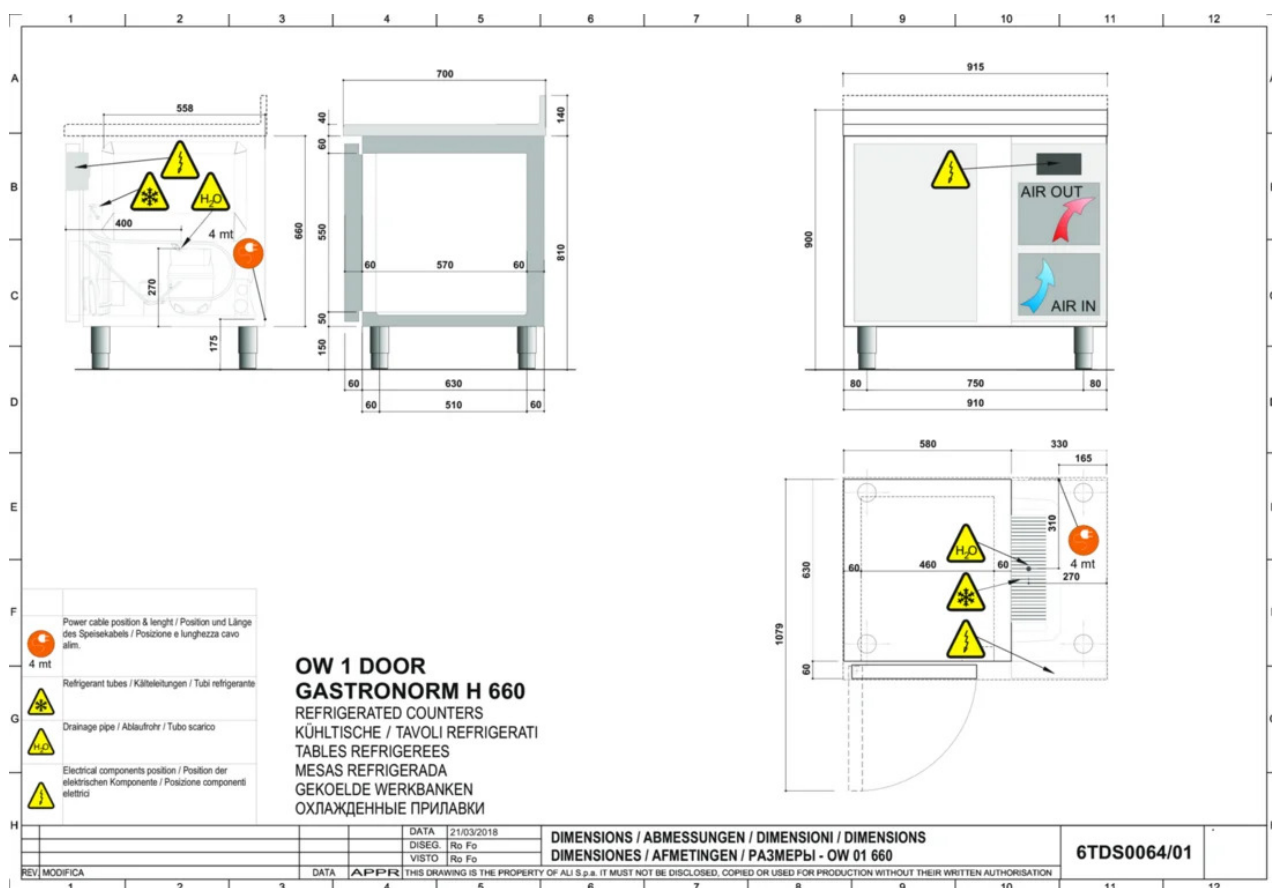 1 2 3 4 5 6 7 8 9 10 11 12
A
B
C
D
E
F
G
H
558
400
4 mt
270
660
175
700
40
60
550
50
150
60 570 60
140
810
60 630
60 510 60
915
900
AIR OUT
AIR IN
80 750 80
910
580 330
165
310
H₂O
60 460 60
4 mt
270
630
1079
60
4 mt
Power cable position & lenght / Position und Länge
des Speisekabels / Posizione e lunghezza cavo
alim.
Refrigerant tubes / Kälteleitungen / Tubi refrigerante
H₂O
Drainage pipe / Ablaufrohr / Tubo scarico
Electrical components position / Position der
elektrischen Komponente / Posizione componenti
elettrici
OW 1 DOOR
GASTRONORM H 660
REFRIGERATED COUNTERS
KÜHLTISCHE / TAVOLI REFRIGERATI
TABLES REFRIGEREES
MESAS REFRIGERADA
GEKOELDE WERKBANKEN
ОХЛАЖДЕННЫЕ ПРИЛАВКИ
DATA 21/03/2018
DISEG. Ro Fo
VISTO Ro Fo
DIMENSIONS / ABMESSUNGEN / DIMENSIONI / DIMENSIONS
DIMENSIONES / AFMETINGEN / РАЗМЕРЫ - OW 01 660
6TDS0064/01
REV. MODIFICA DATA APPR. THIS DRAWING IS THE PROPERTY OF ALI S.p.a. IT MUST NOT BE DISCLOSED, COPIED OR USED FOR PRODUCTION WITHOUT THEIR WRITTEN AUTHORISATION
1 2 3 4 5 6 7 8 9 10 11 12